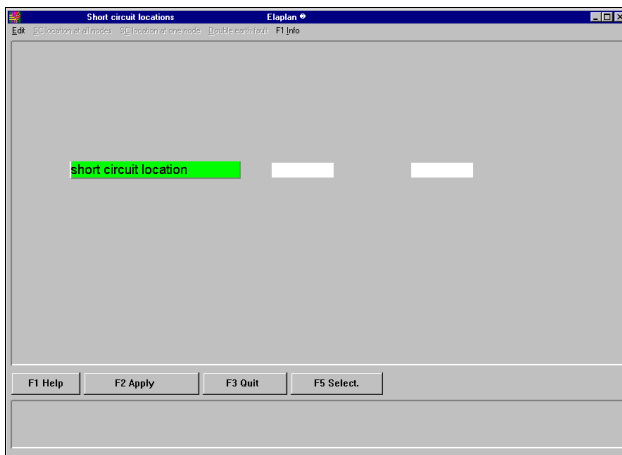 Short circuit locations Elaplan ®
Edit SC location at all nodes SC location at one node Double earth fault F1 Info
short circuit location
F1 Help F2 Apply F3 Quit F5 Select.